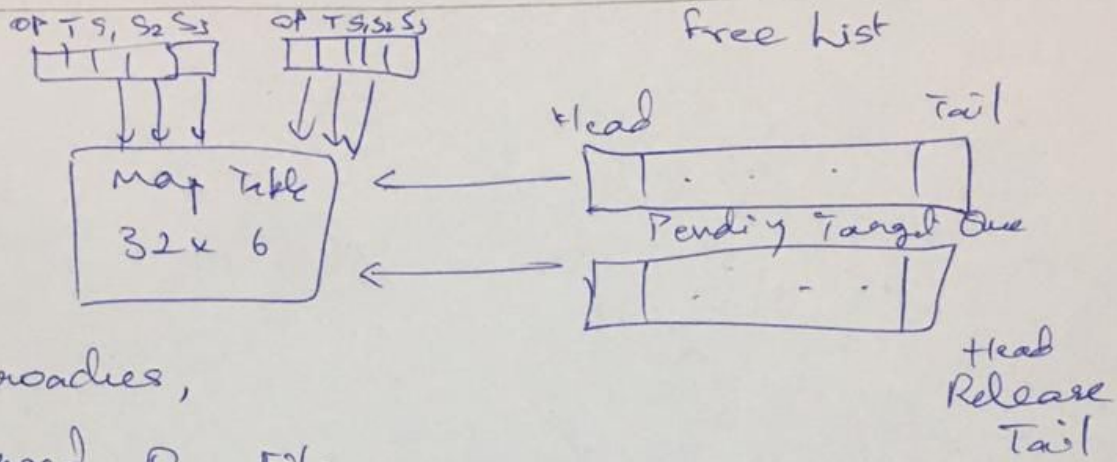 OP T S1 S2 S3
OP T S1 S2 S3
Free List
Head
Tail
Map Table
32 x 6
Pending Target Que
Head
Release
Tail
roaches,